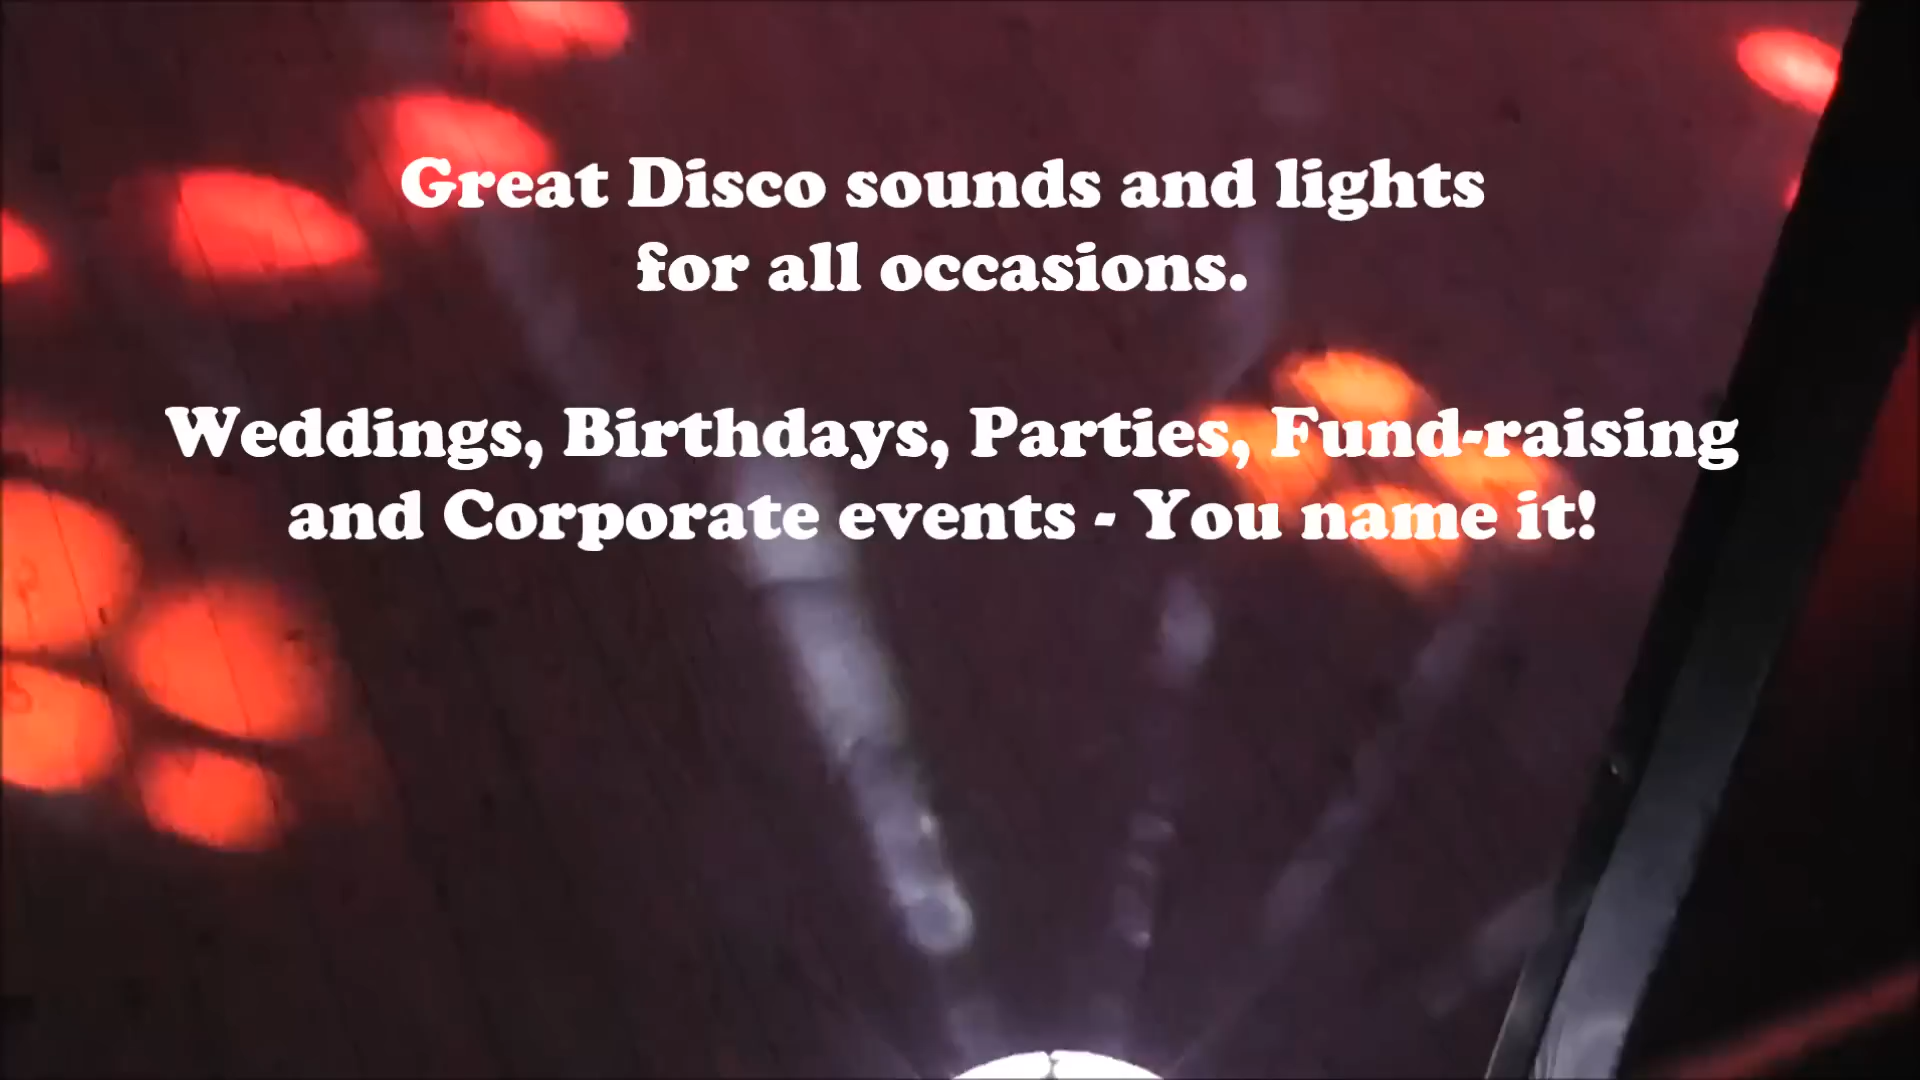 Great Disco sounds and lights
for all occasions.
Weddings, Birthdays, Parties, Fund-raising
and Corporate events - You name it!